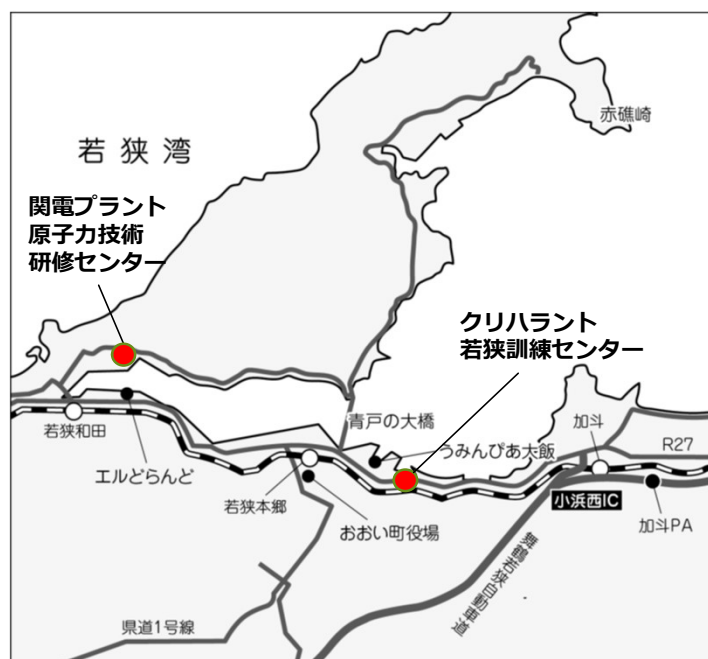 赤礁崎
若狭湾
関電プラント
原子力技術
研修センター
クリハラント
若狭訓練センター
青戸の大橋
うみんぴあ大飯
加斗
R27
若狭和田
エルどらんど
若狭本郷
おおい町役場
小浜西IC
加斗PA
舞鶴若狭自動車道
県道1号線